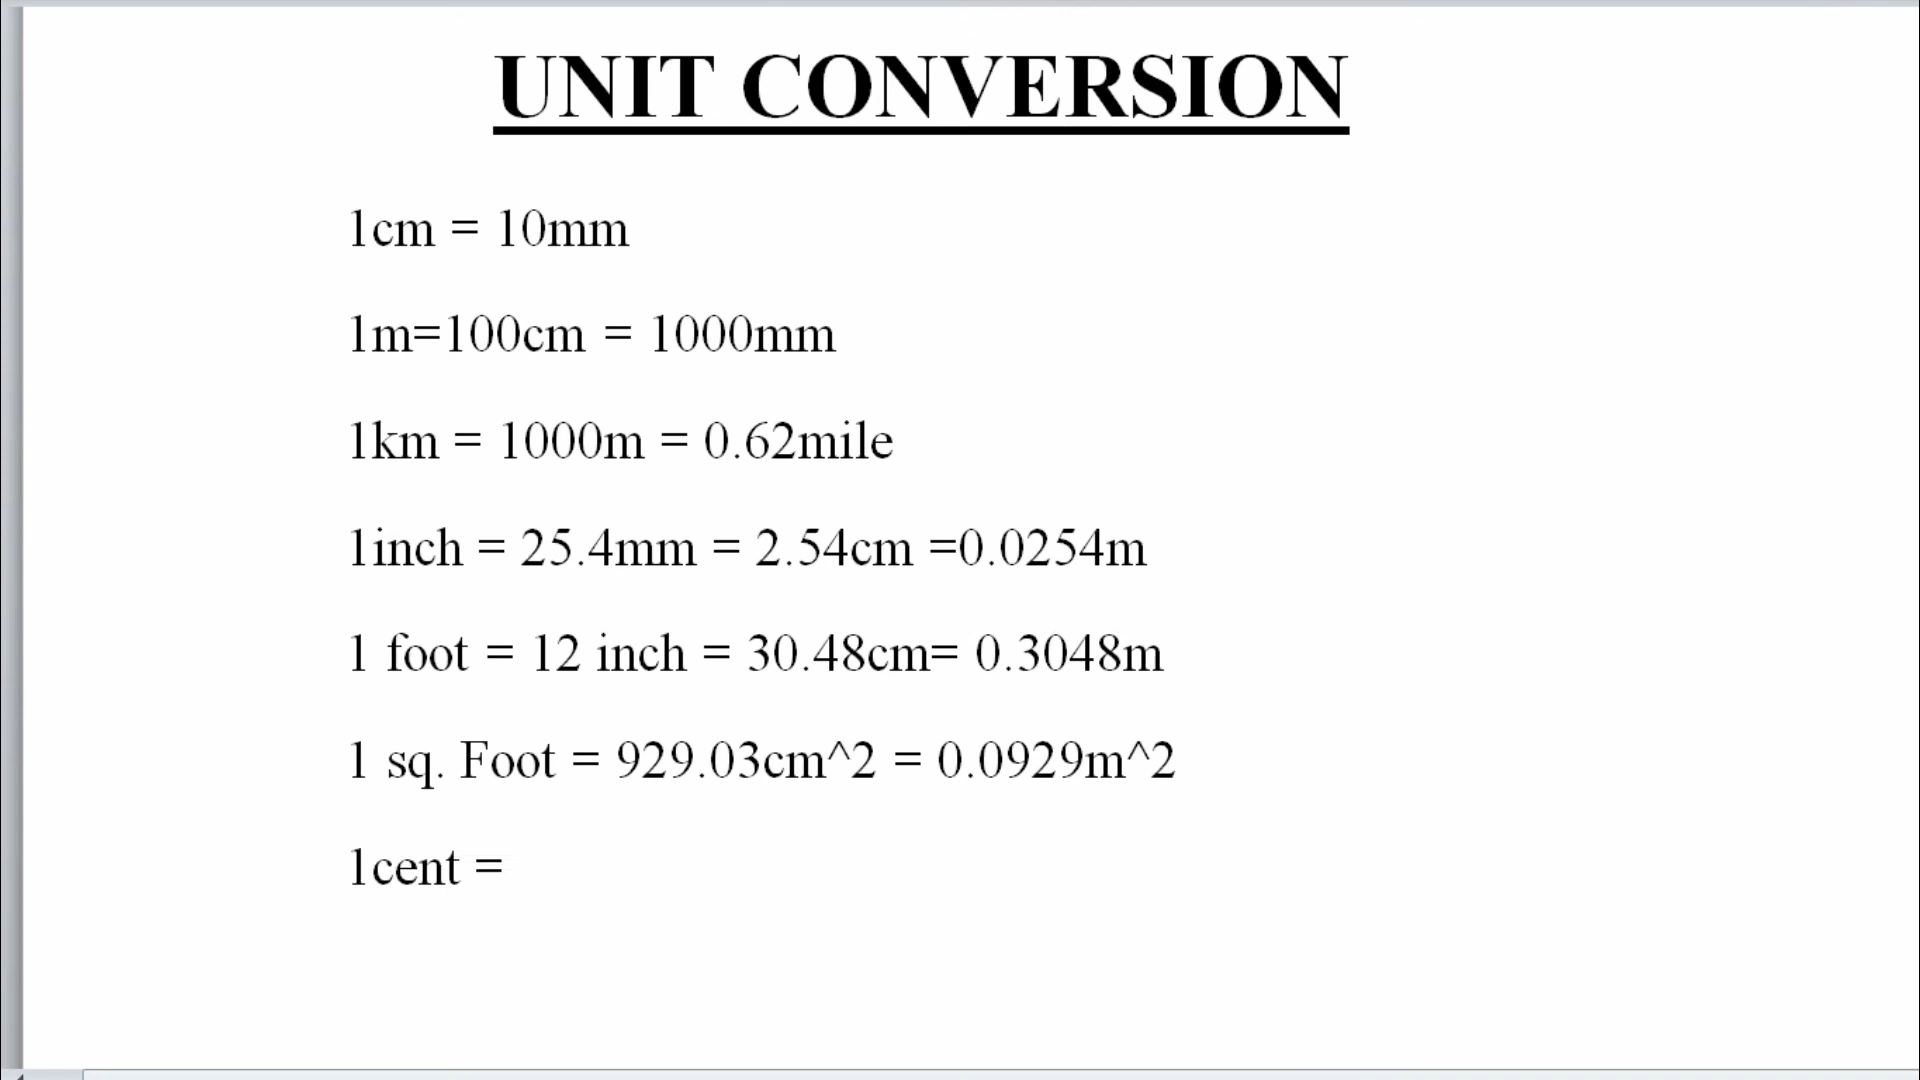 UNIT CONVERSION
1cm = 10mm
1m=100cm = 1000mm
1km = 1000m = 0.62mile
1inch = 25.4mm = 2.54cm =0.0254m
1 foot = 12 inch = 30.48cm= 0.3048m
1 sq. Foot = 929.03cm^2 = 0.0929m^2
1cent =